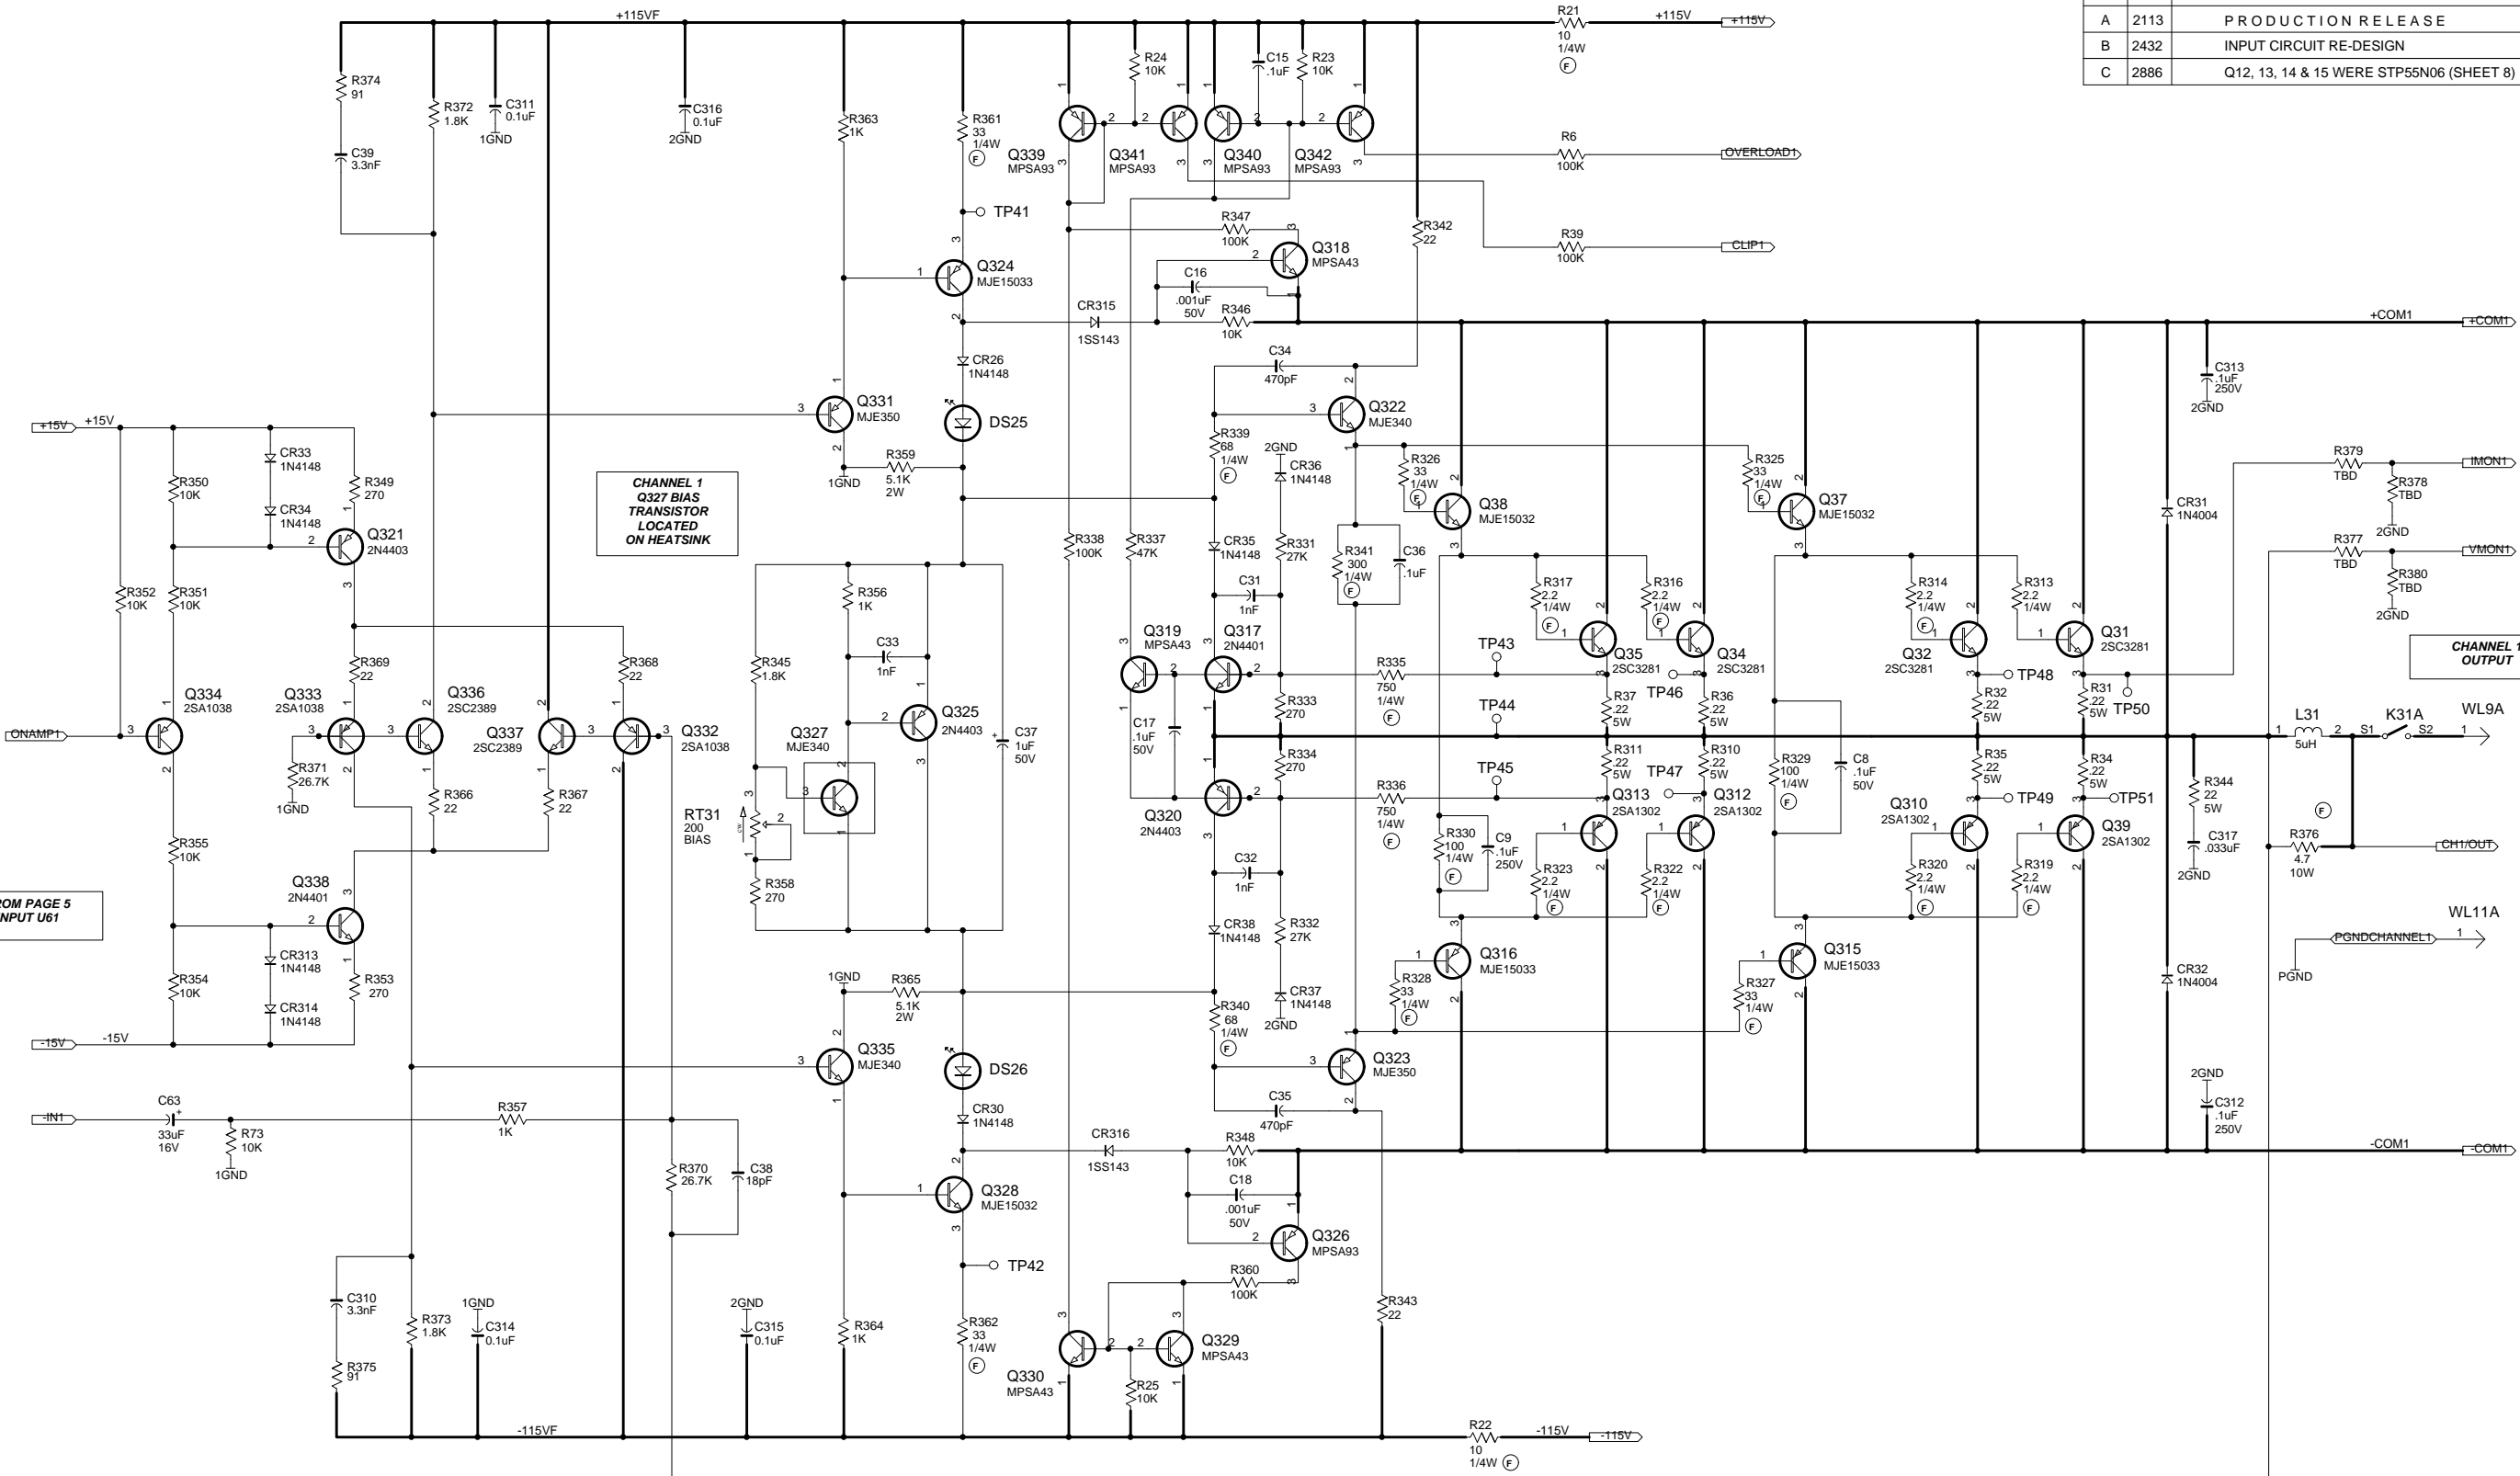 A 2113 PRODUCTION RELEASE
B 2432 INPUT CIRCUIT RE-DESIGN
C 2886 Q12, 13, 14 & 15 WERE STP55N06 (SHEET 8)
+115VF
R21
10
1/4W
F
+115V
+115V
R374
91
C39
3.3nF
R372
1.8K
C311
0.1uF
1GND
C316
0.1uF
2GND
R363
1K
R361
33
1/4W
F
R24
10K
C15
.1uF
R23
10K
Q339
MPSA93
Q341
MPSA93
Q340
MPSA93
Q342
MPSA93
R6
100K
OVERLOAD1
R39
100K
CLIP1
TP41
Q324
MJE15033
R347
100K
Q318
MPSA43
R342
22
C16
.001uF
50V
CR315
1SS143
R346
10K
+COM1
+COM1
CR26
1N4148
C34
470pF
C313
.1uF
250V
2GND
Q331
MJE350
DS25
Q322
MJE340
+15V
+15V
CR33
1N4148
CR34
1N4148
R350
10K
R349
270
Q321
2N4403
CHANNEL 1
Q327 BIAS
TRANSISTOR
LOCATED
ON HEATSINK
1GND
R359
5.1K
2W
R339
68
1/4W
F
2GND
CR36
1N4148
R326
33
1/4W
F
Q38
MJE15032
R325
33
1/4W
F
Q37
MJE15032
CR31
1N4004
R379
TBD
IMON1
R378
TBD
2GND
R377
TBD
VMON1
R380
TBD
2GND
R352
10K
R351
10K
R338
100K
R337
47K
CR35
1N4148
R331
27K
R341
300
1/4W
F
C36
.1uF
C31
1nF
R356
1K
C33
1nF
R345
1.8K
R317
2.2
1/4W
F
R316
2.2
1/4W
F
R314
2.2
1/4W
F
R313
2.2
1/4W
CHANNEL 1
OUTPUT
R369
22
R368
22
Q319
MPSA43
Q317
2N4401
TP43
Q35
2SC3281
Q34
2SC3281
Q32
2SC3281
Q31
2SC3281
Q334
2SA1038
Q333
2SA1038
Q336
2SC2389
Q337
2SC2389
Q332
2SA1038
Q325
2N4403
Q327
MJE340
C37
1uF
50V
C17
.1uF
50V
R335
750
1/4W
F
R333
270
TP44
TP46
R37
.22
5W
R36
.22
5W
TP48
R32
.22
5W
R31
.22
5W
TP50
L31
5uH
K31A
S1
S2
WL9A
ONAMP1
R371
26.7K
1GND
R366
22
R367
22
RT31
200
BIAS
CW
R334
270
TP45
R336
750
1/4W
F
TP47
R311
.22
5W
R310
.22
5W
R329
100
1/4W
F
C8
.1uF
50V
R35
.22
5W
R34
.22
5W
R344
22
5W
Q320
2N4403
Q313
2SA1302
Q312
2SA1302
Q310
2SA1302
TP49
TP51
Q39
2SA1302
F
R376
4.7
10W
CH1/OUT
C317
.033uF
2GND
R355
10K
R358
270
C32
1nF
R330
100
1/4W
F
C9
.1uF
250V
R323
2.2
1/4W
F
R322
2.2
1/4W
F
R320
2.2
1/4W
F
R319
2.2
1/4W
F
OM PAGE 5
NPUT U61
Q338
2N4401
CR38
1N4148
R332
27K
WL11A
PGNDCHANNEL1
PGND
CR313
1N4148
CR314
1N4148
R354
10K
R353
270
Q316
MJE15033
Q315
MJE15033
R328
33
1/4W
F
R327
33
1/4W
F
CR32
1N4004
1GND
R365
5.1K
2W
R340
68
1/4W
F
CR37
1N4148
2GND
-15V
-15V
Q335
MJE340
DS26
Q323
MJE350
CR30
1N4148
C35
470pF
2GND
C312
.1uF
250V
-IN1
C63
33uF
16V
R73
10K
1GND
R357
1K
R370
26.7K
C38
18pF
CR316
1SS143
R348
10K
-COM1
-COM1
Q328
MJE15032
C18
.001uF
50V
Q326
MPSA93
TP42
R360
100K
C310
3.3nF
R375
91
R373
1.8K
1GND
C314
0.1uF
2GND
C315
0.1uF
R364
1K
R362
33
1/4W
F
Q330
MPSA43
Q329
MPSA43
R25
10K
R343
22
-115VF
R22
10
1/4W
F
-115V
-115V